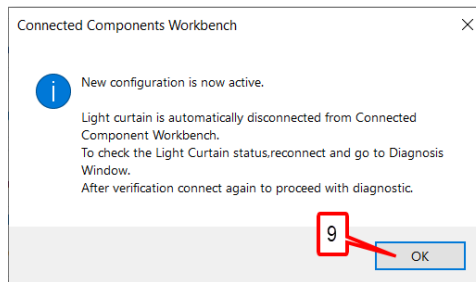 Connected Components Workbench
New configuration is now active.
Light curtain is automatically disconnected from Connected
Component Workbench.
To check the Light Curtain status,reconnect and go to Diagnosis
Window.
After verification connect again to proceed with diagnostic.
9
OK